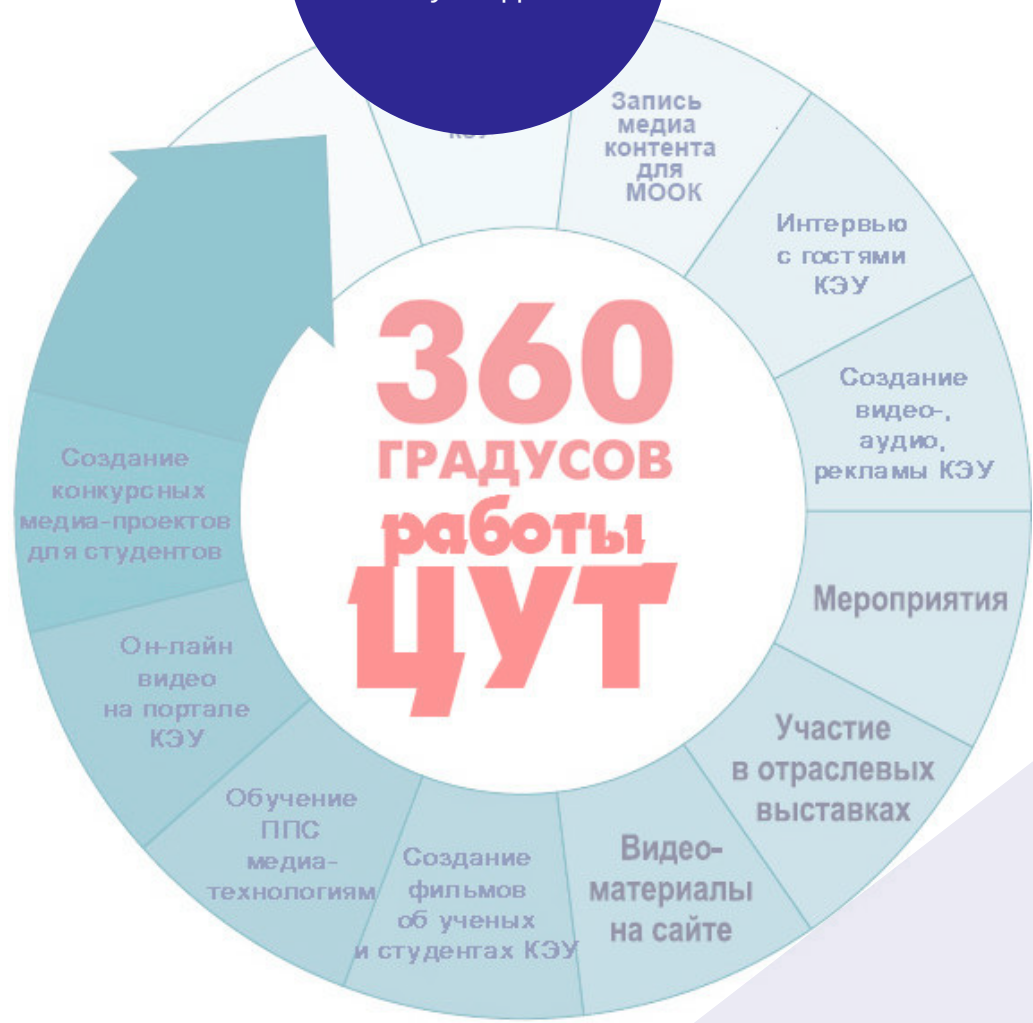 Запись
медиа
контента
для
МООК
Интервью
с гостями
КЭУ
Создание
видео-,
аудио,
рекламы КЭУ
Мероприятия
Участие
в отраслевых
выставках
Видео-
материалы
на сайте
Создание
фильмов
об ученых
и студентах КЭУ
Обучение
ППС
медиа-
технологиям
Он-лайн
видео
на портале
КЭУ
Создание
конкурсных
медиа-проектов
для студентов
360
ГРАДУСОВ
работы
ЦУТ